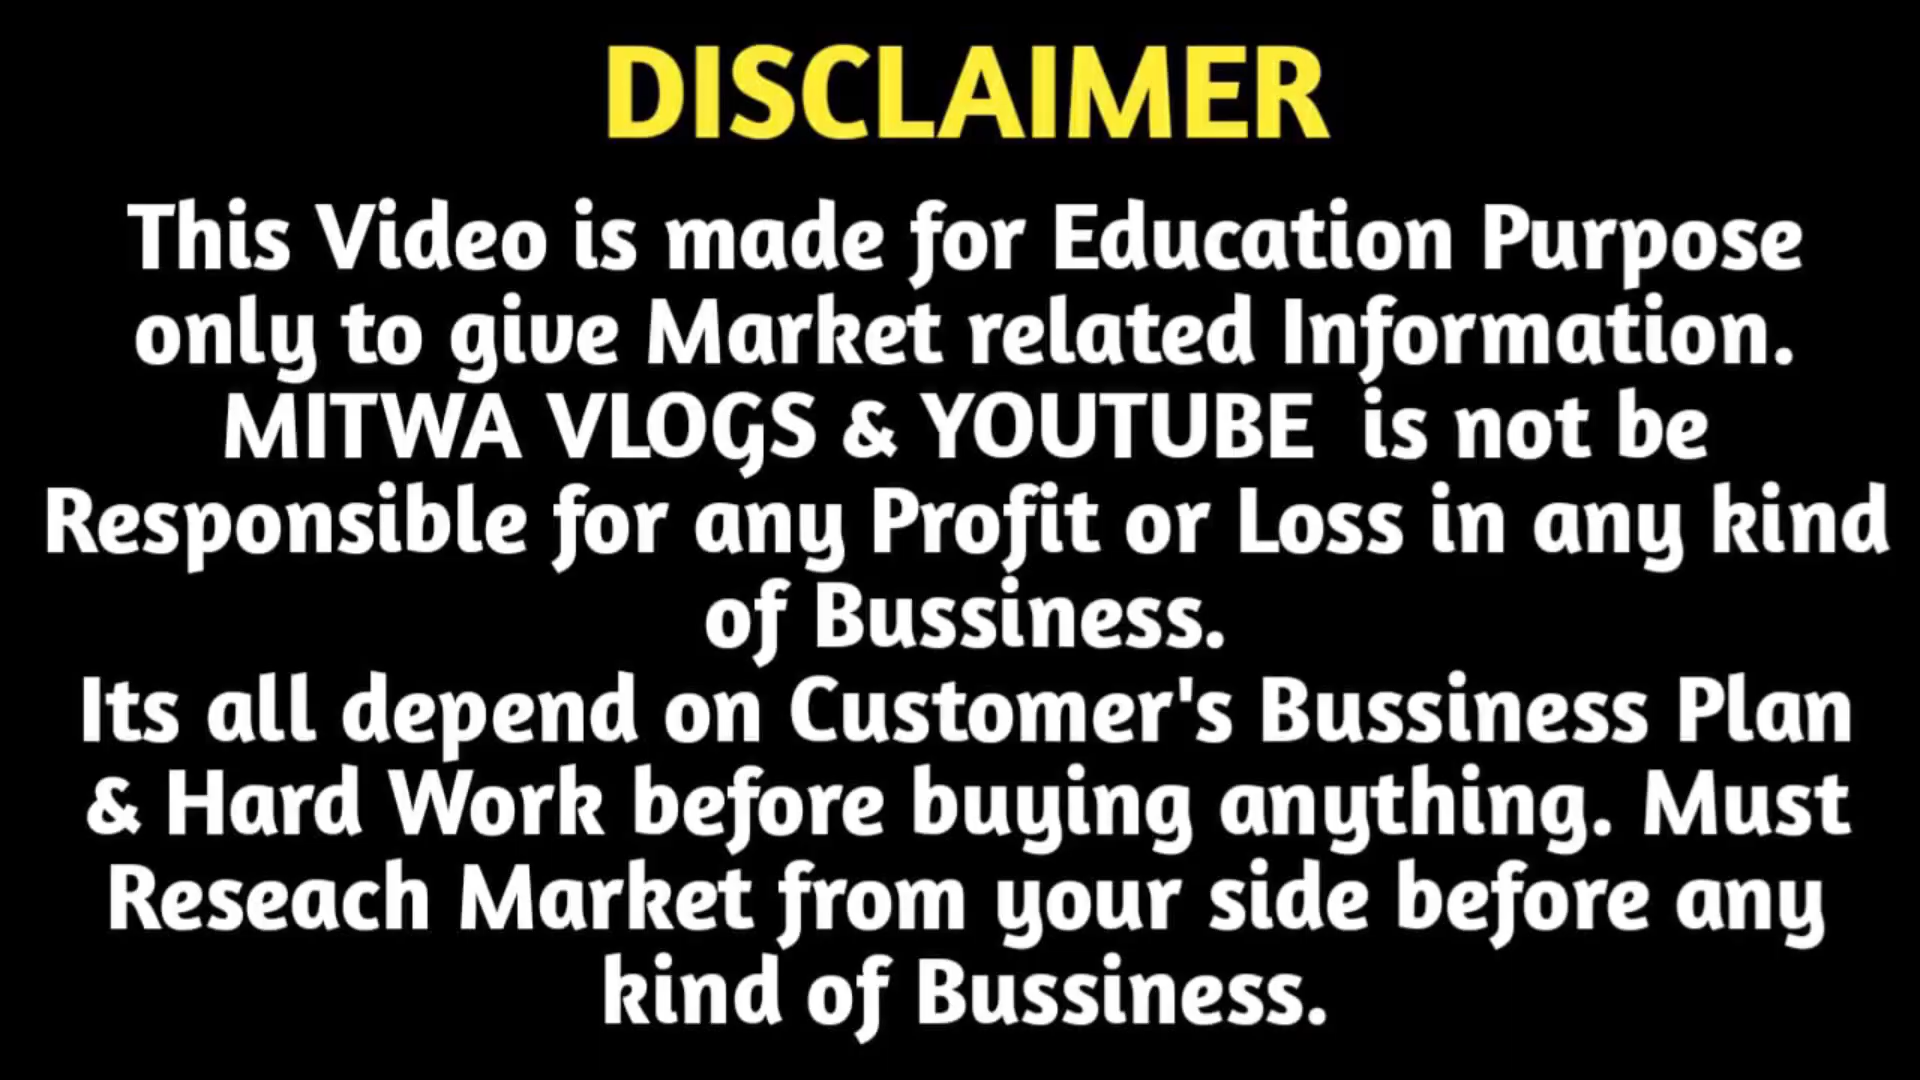 DISCLAIMER
This Video is made for Education Purpose
only to give Market related Information.
MITWA VLOGS & YOUTUBE is not be
Responsible for any Profit or Loss in any kind
of Bussiness.
Its all depend on Customer's Bussiness Plan
& Hard Work before buying anything. Must
Reseach Market from your side before any
kind of Bussiness.